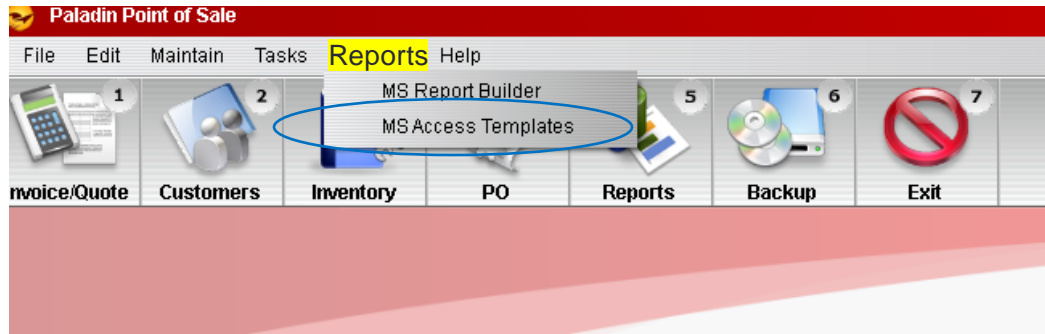 Paladin Point of Sale
File Edit Maintain Tasks Reports Help
MS Report Builder
MS Access Templates
1 2 5 6 7
nvoice/Quote Customers Inventory PO Reports Backup Exit